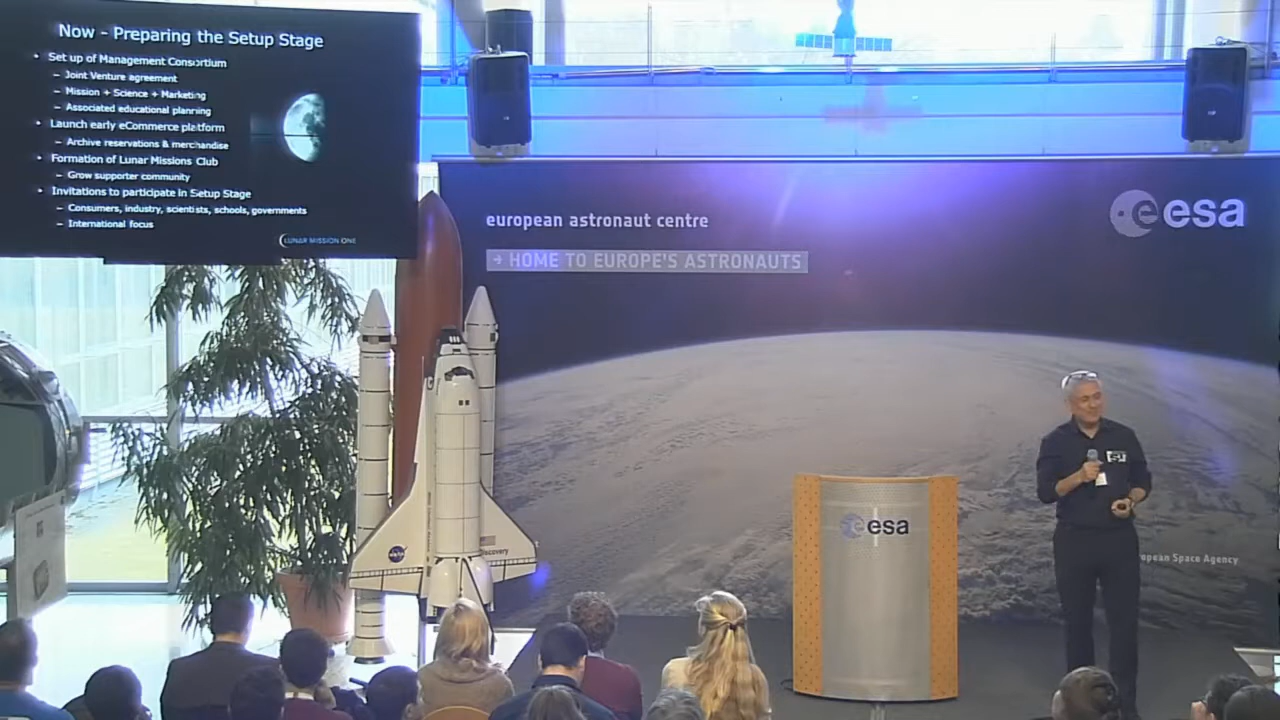 Now - Preparing the Setup Stage
• Set up of Management Consortium
– Joint Venture agreement
– Mission + Science + Marketing
– Associated educational planning
• Launch early eCommerce platform
– Archive reservations & merchandise
• Formation of Lunar Missions Club
– Grow supporter community
• Invitations to participate in Setup Stage
– Consumers, industry, scientists, schools, governments
– International focus
LUNAR MISSION ONE
european astronaut centre
→ HOME TO EUROPE'S ASTRONAUTS
esa
esa
opean Space Agency
NASA
Discovery